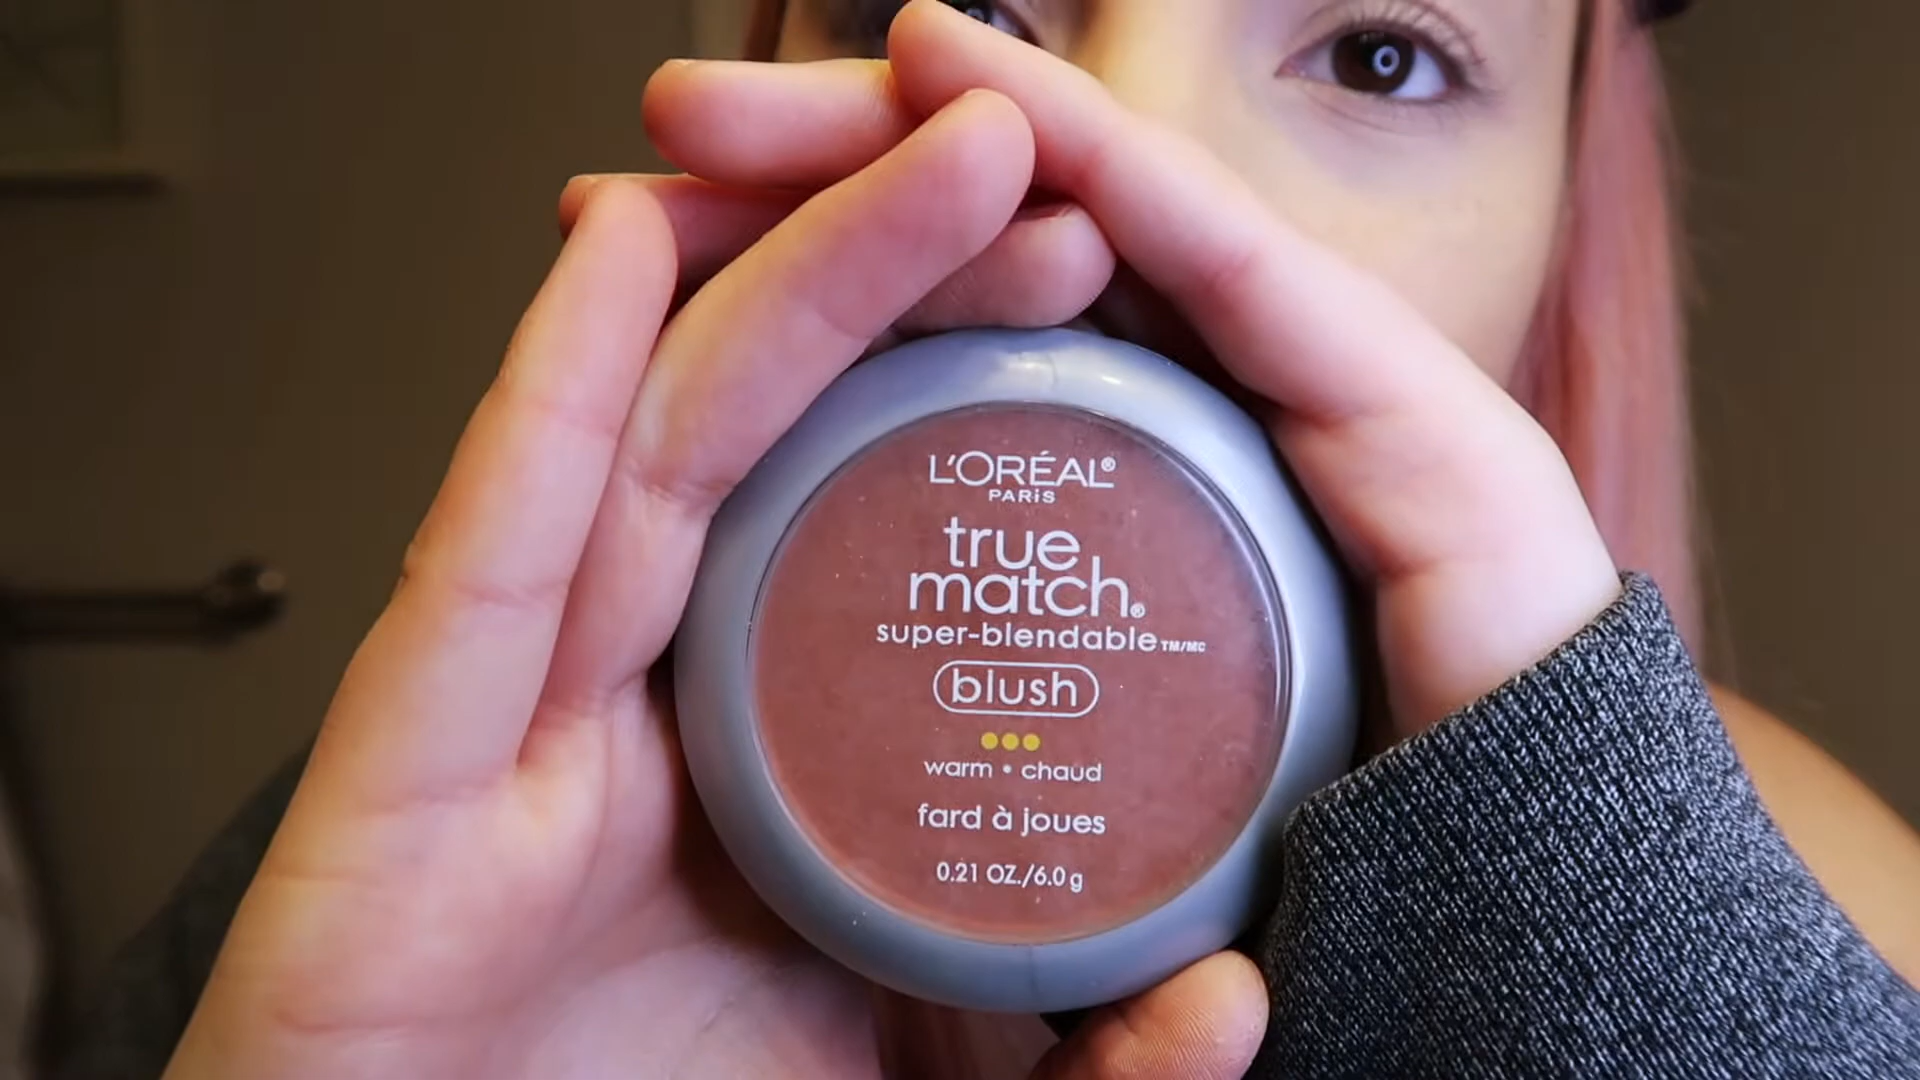 L'ORÉAL®
PARiS
true
match®
super-blendable™/MC
blush
warm • chaud
fard à joues
0.21 OZ./6.0 g